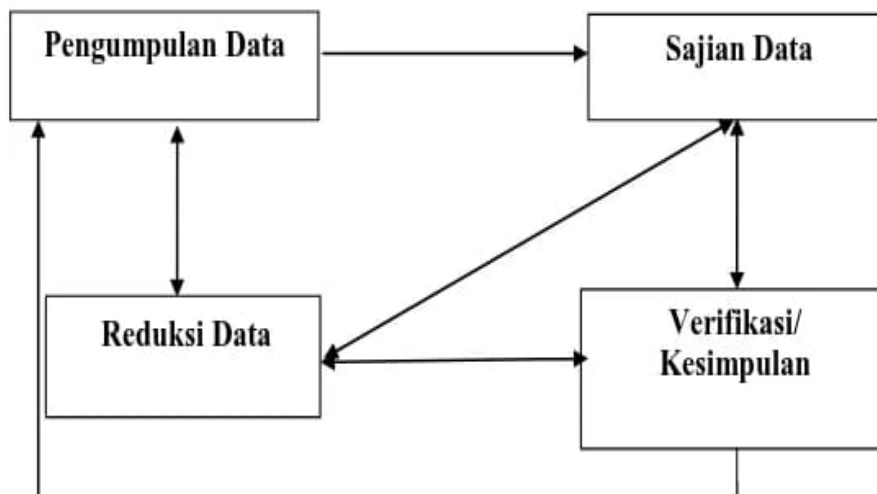 Pengumpulan Data
Sajian Data
Reduksi Data
Verifikasi/
Kesimpulan